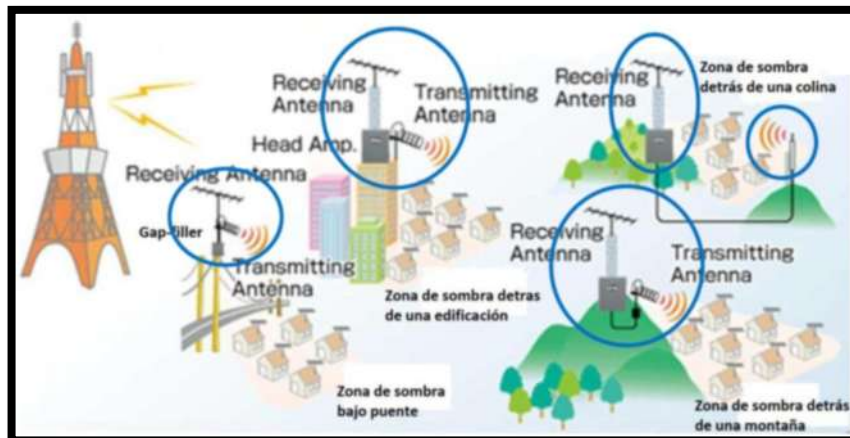 Receiving
Antenna
Transmitting
Antenna
Head Amp.
Receiving
Antenna
Zona de sombra
detrás de una colina
Receiving Antenna
Gap-filler
Transmitting
Antenna
Zona de sombra detras
de una edificación
Receiving
Antenna
Transmitting
Antenna
Zona de sombra
bajo puente
Zona de sombra detrás
de una montaña